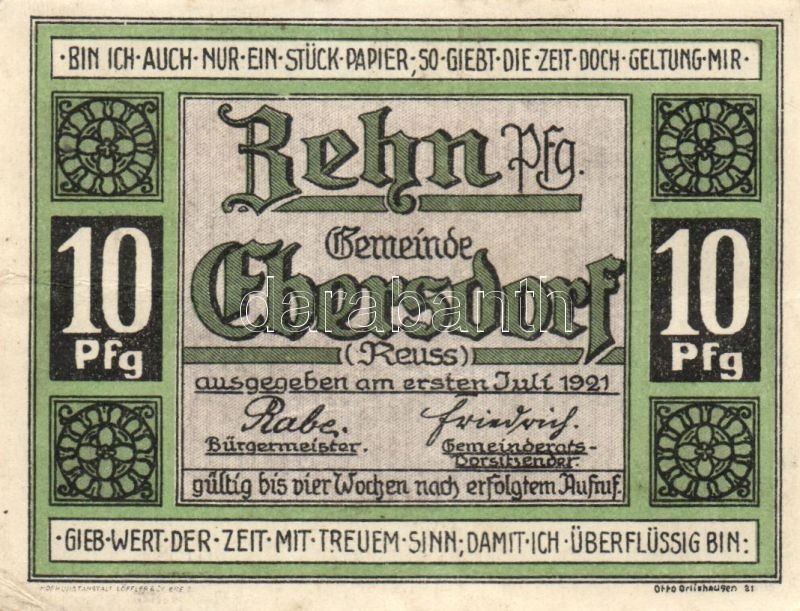 ·BIN ICH·AUCH·NUR·EIN·STÜCK·PAPIER,·SO·GIEBT·DIE·ZEIT·DOCH·GELTUNG·MIR·
Zehn Pfg.
10 Pfg
10 Pfg
Gemeinde
Ebersdorf
(Reuss)
ausgegeben am ersten Juli 1921
Rabe. Friedrich.
Bürgermeister. Gemeinderats-
Vorsitzender.
gültig bis vier Wochen nach erfolgtem Aufruf.
·GIEB·WERT·DER·ZEIT·MIT·TREUEM·SINN;DAMIT·ICH·ÜBERFLÜSSIG BIN:
Otto 21
darabanth